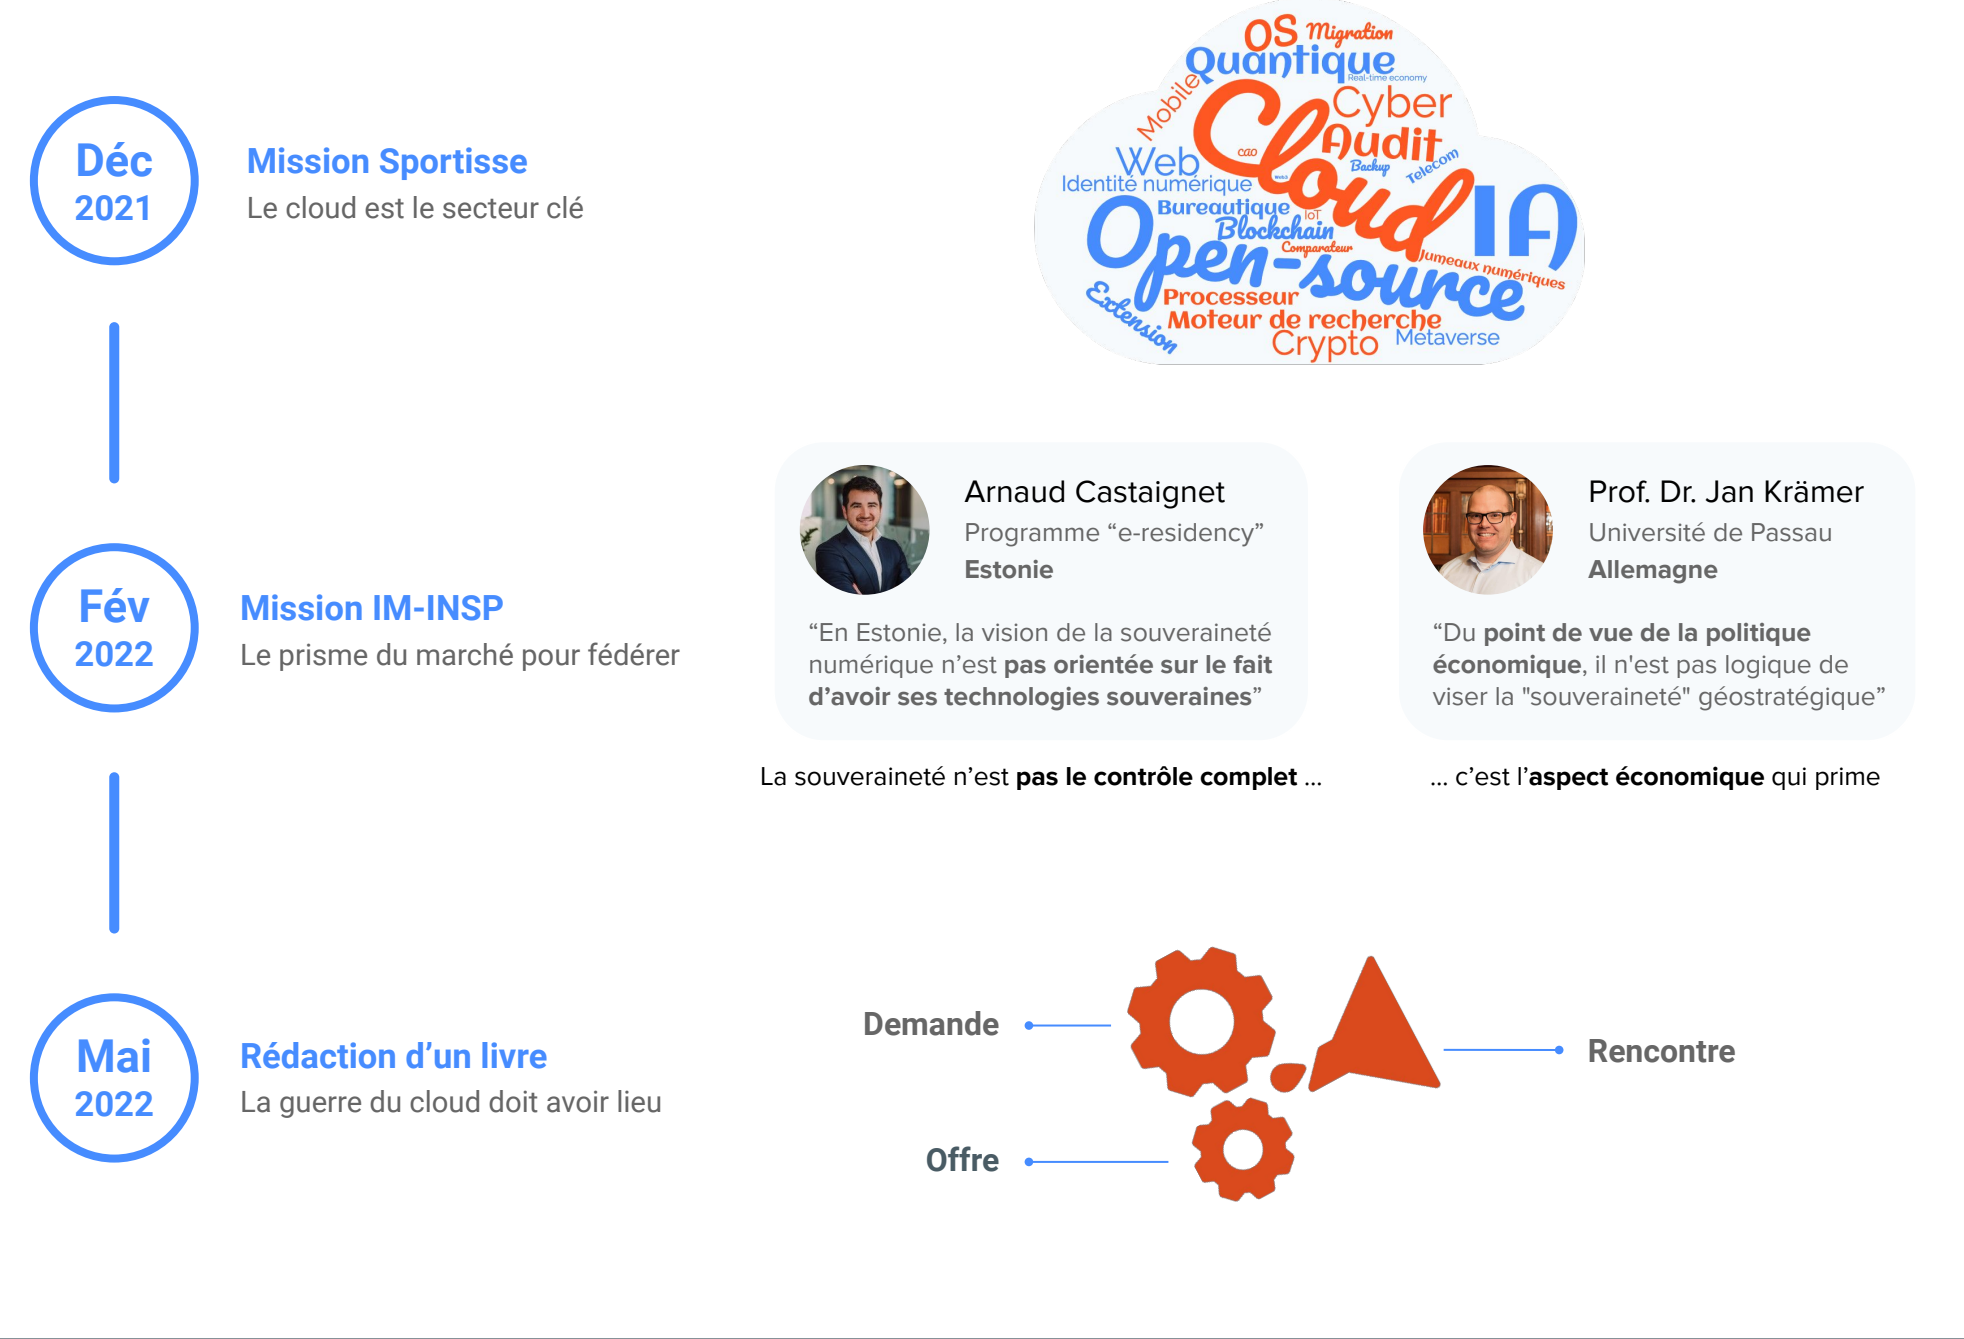 Déc
2021
Mission Sportisse
Le cloud est le secteur clé
OS Migration
Quantique
Real-time economy
Mobile
Cyber
Cloud
Audit
Web
cao
Backup
Telecom
Identité numérique
Web3
IA
Bureautique
IoT
Blockchain
Comparateur
Open-source
Jumeaux numériques
Extension
Processeur
Moteur de recherche
Crypto
Metaverse
Fév
2022
Mission IM-INSP
Le prisme du marché pour fédérer
Arnaud Castaignet
Programme “e-residency”
Estonie
“En Estonie, la vision de la souveraineté
numérique n’est pas orientée sur le fait
d’avoir ses technologies souveraines”
La souveraineté n’est pas le contrôle complet ...
Prof. Dr. Jan Krämer
Université de Passau
Allemagne
“Du point de vue de la politique
économique, il n'est pas logique de
viser la "souveraineté" géostratégique”
... c’est l’aspect économique qui prime
Mai
2022
Rédaction d’un livre
La guerre du cloud doit avoir lieu
Demande
Offre
Rencontre